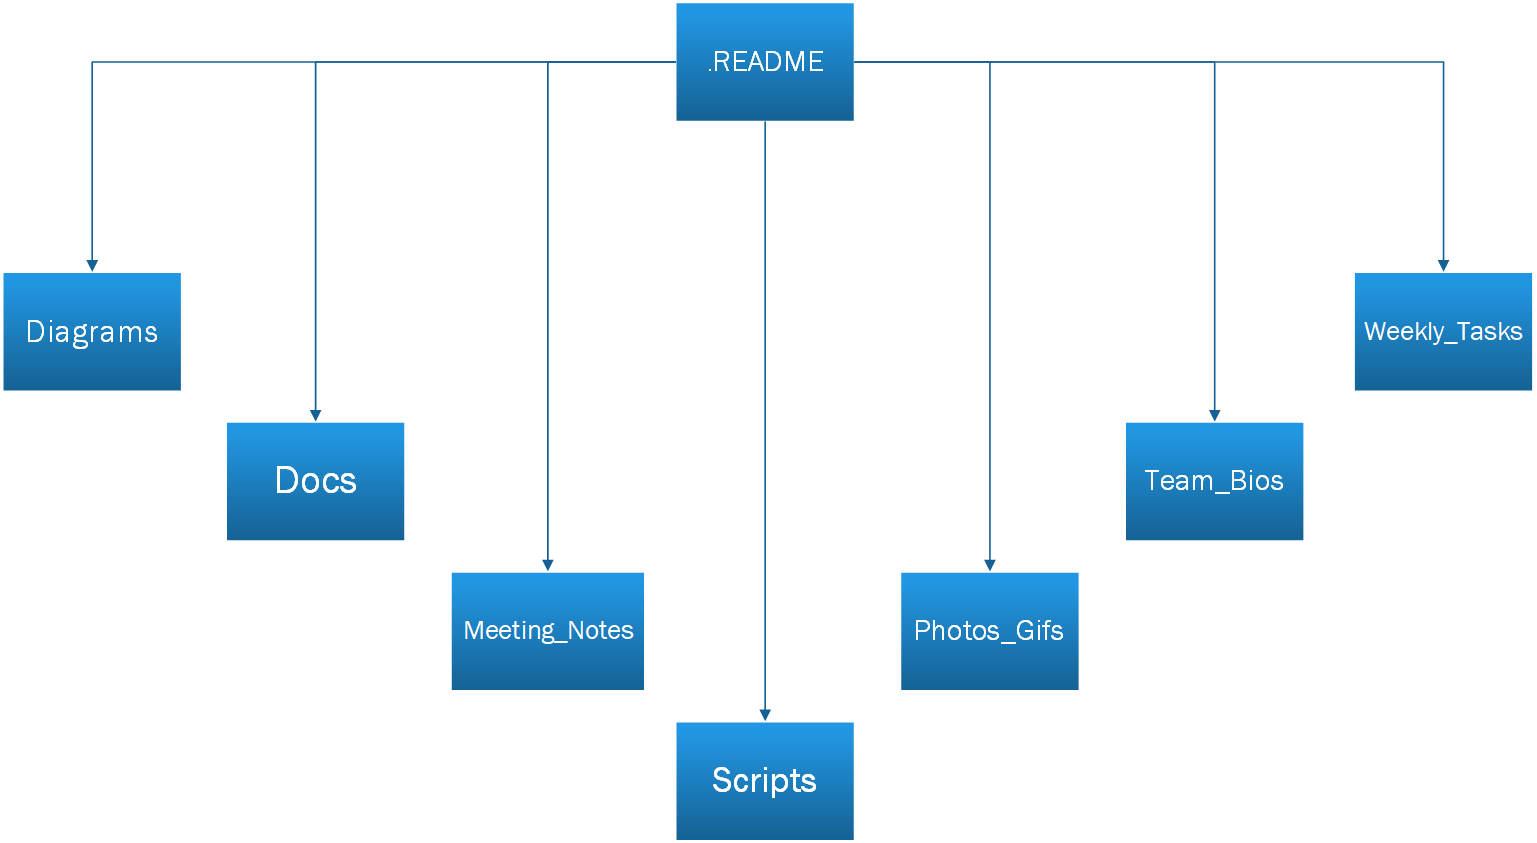 .README
Diagrams
Weekly_Tasks
Docs
Team_Bios
Meeting_Notes
Photos_Gifs
Scripts